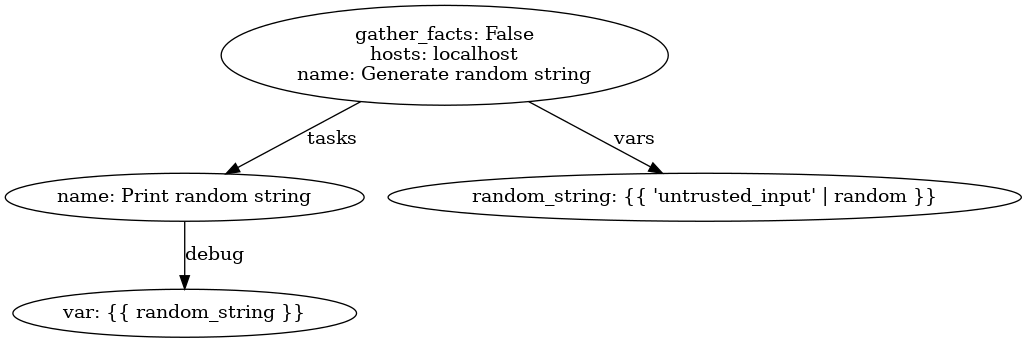 gather_facts: False
hosts: localhost
name: Generate random string
tasks
vars
name: Print random string
random_string: {{ 'untrusted_input' | random }}
debug
var: {{ random_string }}